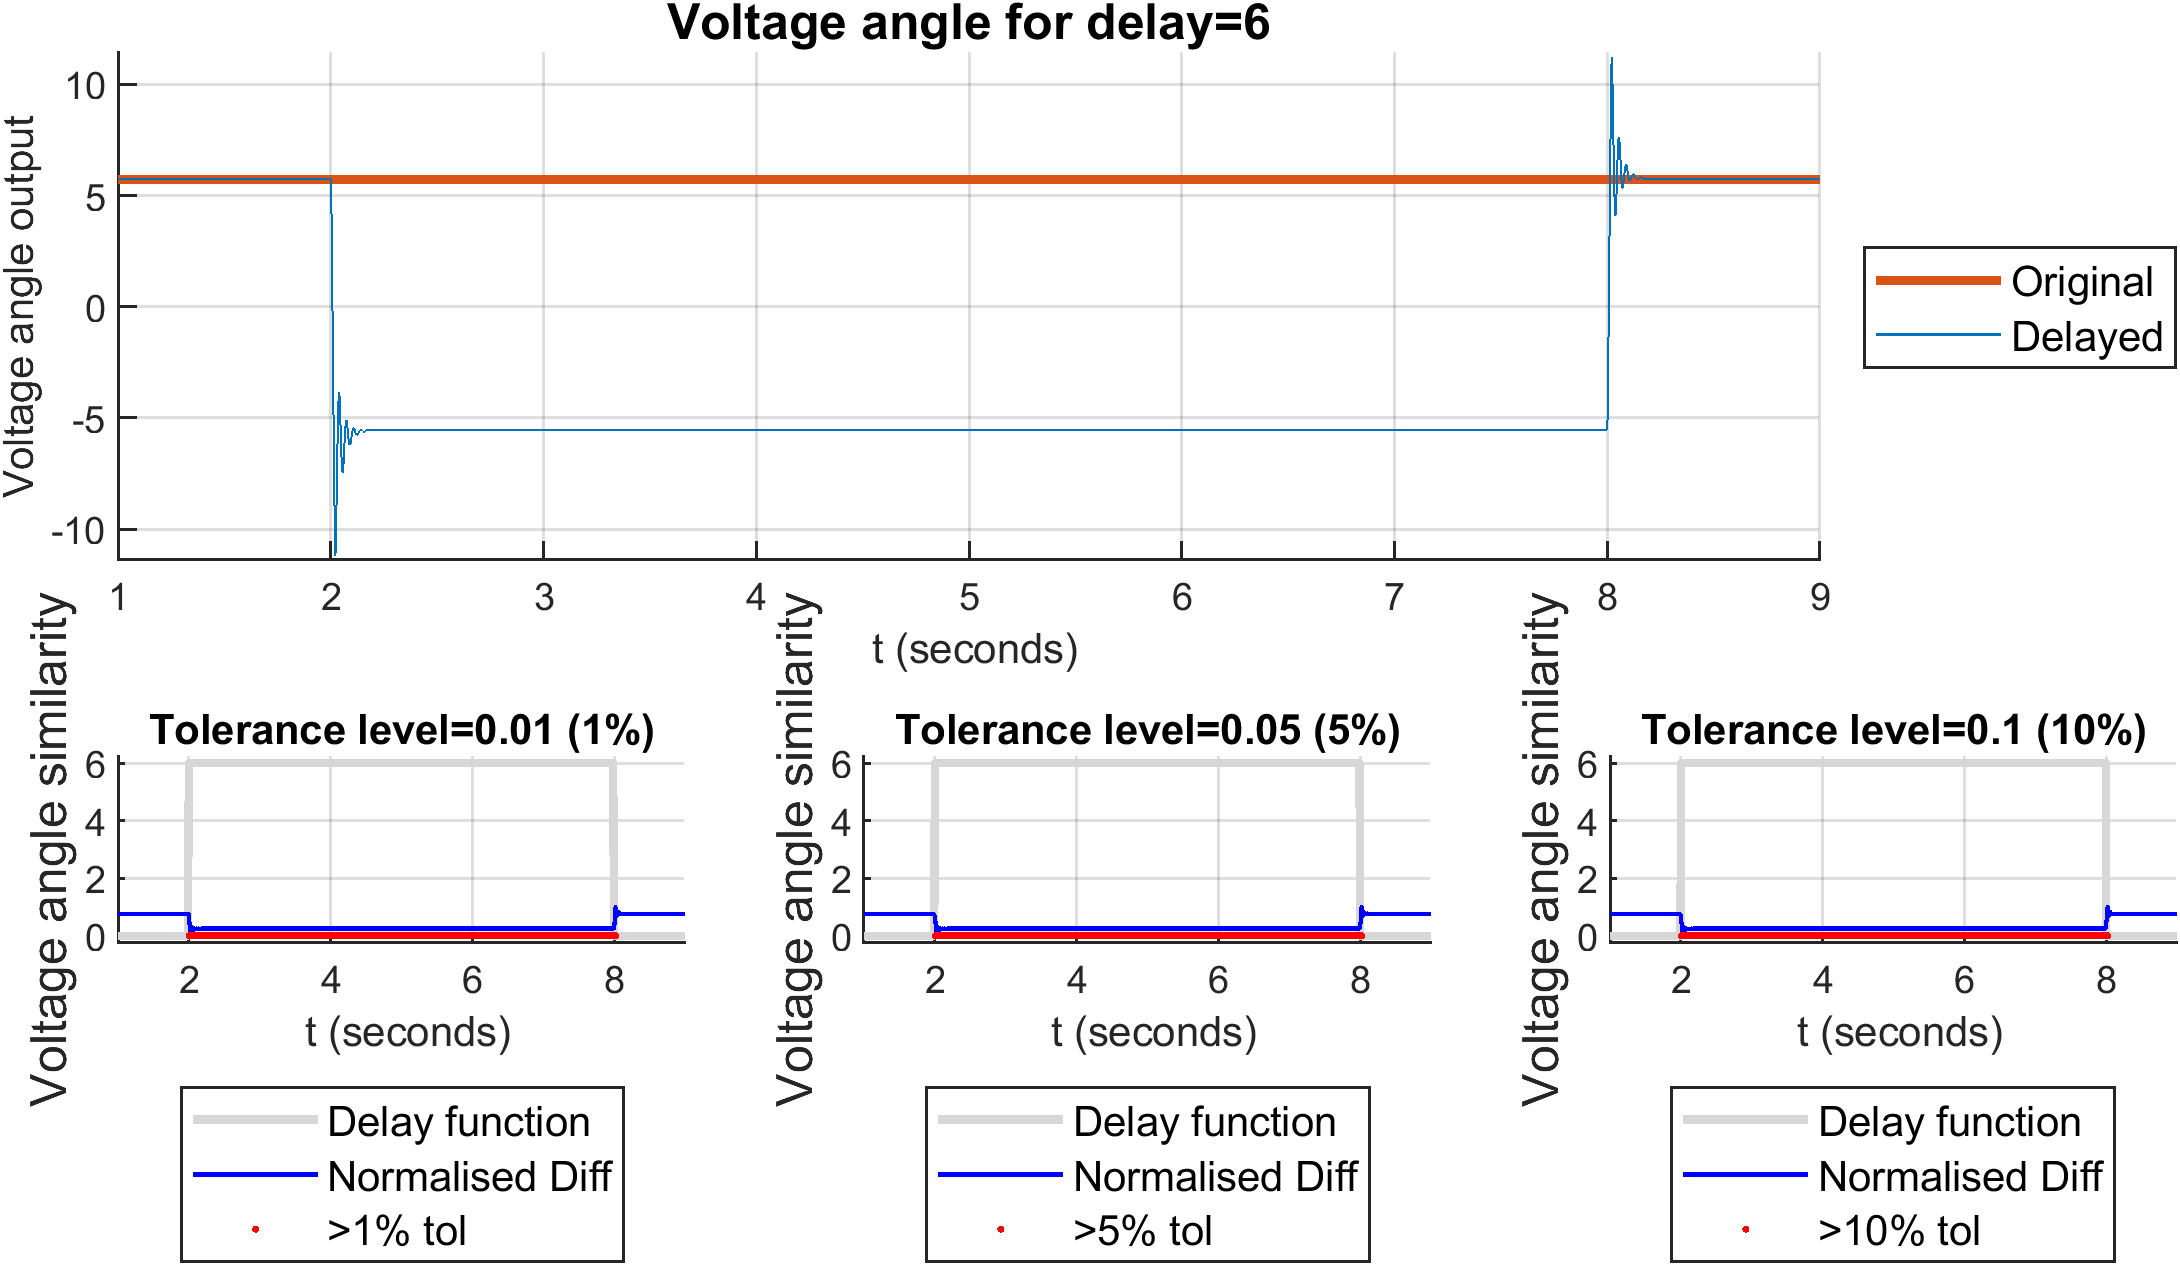 Voltage angle for delay=6
Voltage angle output
10
5
0
-5
-10
1 2 3 4 5 6 7 8 9
t (seconds)
Original
Delayed
Tolerance level=0.01 (1%)
Voltage angle similarity
6
4
2
0
2 4 6 8
t (seconds)
Delay function
Normalised Diff
>1% tol
Tolerance level=0.05 (5%)
Voltage angle similarity
6
4
2
0
2 4 6 8
t (seconds)
Delay function
Normalised Diff
>5% tol
Tolerance level=0.1 (10%)
Voltage angle similarity
6
4
2
0
2 4 6 8
t (seconds)
Delay function
Normalised Diff
>10% tol